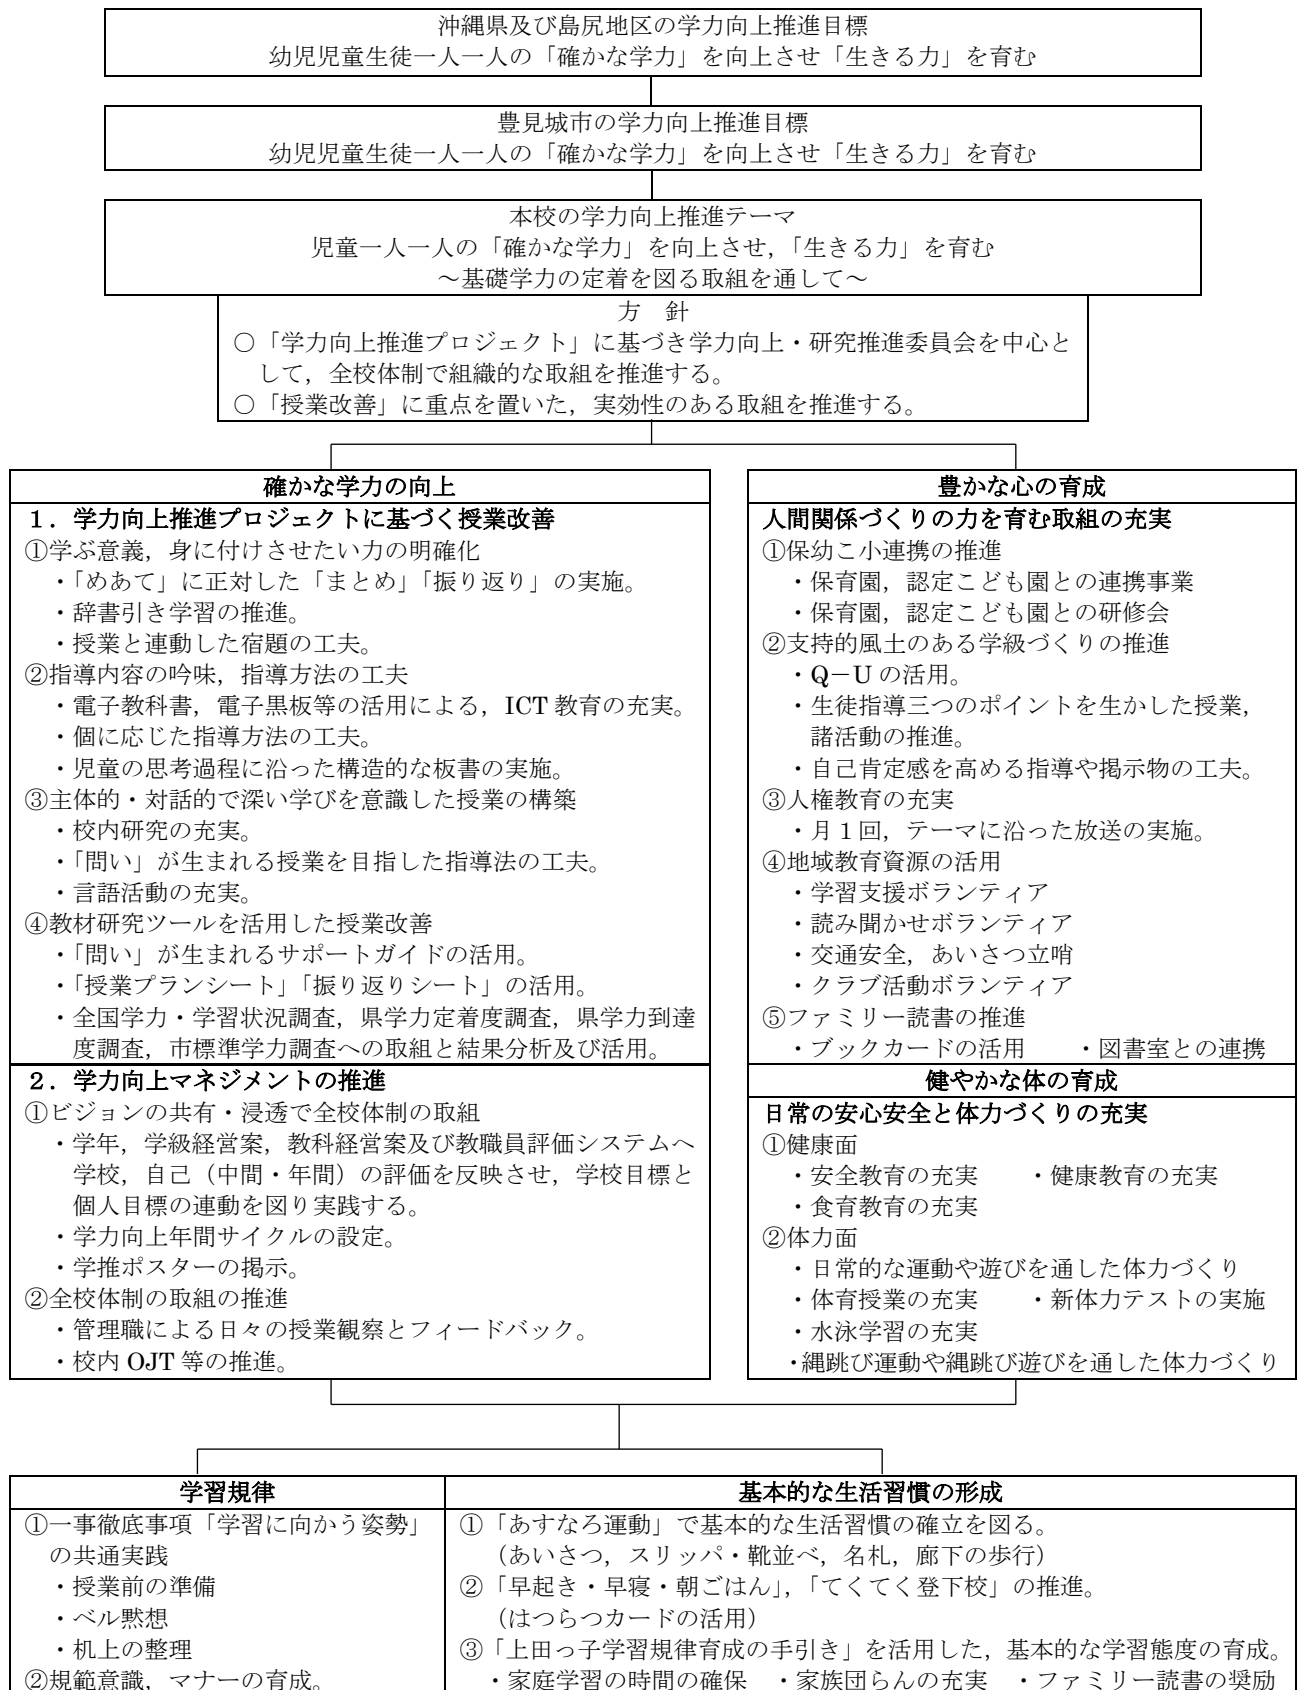 沖縄県及び島尻地区の学力向上推進目標
幼児児童生徒一人一人の「確かな学力」を向上させ「生きる力」を育む
豊見城市の学力向上推進目標
幼児児童生徒一人一人の「確かな学力」を向上させ「生きる力」を育む
本校の学力向上推進テーマ
児童一人一人の「確かな学力」を向上させ，「生きる力」を育む
～基礎学力の定着を図る取組を通して～
方　針
○「学力向上推進プロジェクト」に基づき学力向上・研究推進委員会を中心と
して，全校体制で組織的な取組を推進する。
○「授業改善」に重点を置いた，実効性のある取組を推進する。
確かな学力の向上
１．学力向上推進プロジェクトに基づく授業改善
①学ぶ意義，身に付けさせたい力の明確化
・「めあて」に正対した「まとめ」「振り返り」の実施。
・辞書引き学習の推進。
・授業と連動した宿題の工夫。
②指導内容の吟味，指導方法の工夫
・電子教科書，電子黒板等の活用による，ICT 教育の充実。
・個に応じた指導方法の工夫。
・児童の思考過程に沿った構造的な板書の実施。
③主体的・対話的で深い学びを意識した授業の構築
・校内研究の充実。
・「問い」が生まれる授業を目指した指導法の工夫。
・言語活動の充実。
④教材研究ツールを活用した授業改善
・「問い」が生まれるサポートガイドの活用。
・「授業プランシート」「振り返りシート」の活用。
・全国学力・学習状況調査，県学力定着度調査，県学力到達
度調査，市標準学力調査への取組と結果分析及び活用。
２．学力向上マネジメントの推進
①ビジョンの共有・浸透で全校体制の取組
・学年，学級経営案，教科経営案及び教職員評価システムへ
学校，自己（中間・年間）の評価を反映させ，学校目標と
個人目標の連動を図り実践する。
・学力向上年間サイクルの設定。
・学推ポスターの掲示。
②全校体制の取組の推進
・管理職による日々の授業観察とフィードバック。
・校内 OJT 等の推進。
豊かな心の育成
人間関係づくりの力を育む取組の充実
①保幼こ小連携の推進
・保育園，認定こども園との連携事業
・保育園，認定こども園との研修会
②支持的風土のある学級づくりの推進
・Q－U の活用。
・生徒指導三つのポイントを生かした授業，
諸活動の推進。
・自己肯定感を高める指導や掲示物の工夫。
③人権教育の充実
・月１回，テーマに沿った放送の実施。
④地域教育資源の活用
・学習支援ボランティア
・読み聞かせボランティア
・交通安全，あいさつ立哨
・クラブ活動ボランティア
⑤ファミリー読書の推進
・ブックカードの活用　　・図書室との連携
健やかな体の育成
日常の安心安全と体力づくりの充実
①健康面
・安全教育の充実　　・健康教育の充実
・食育教育の充実
②体力面
・日常的な運動や遊びを通した体力づくり
・体育授業の充実　　・新体力テストの実施
・水泳学習の充実
・縄跳び運動や縄跳び遊びを通した体力づくり
学習規律
①一事徹底事項「学習に向かう姿勢」
の共通実践
・授業前の準備
・ベル黙想
・机上の整理
②規範意識，マナーの育成。
基本的な生活習慣の形成
①「あすなろ運動」で基本的な生活習慣の確立を図る。
（あいさつ，スリッパ・靴並べ，名札，廊下の歩行）
②「早起き・早寝・朝ごはん」，「てくてく登下校」の推進。
（はつらつカードの活用）
③「上田っ子学習規律育成の手引き」を活用した，基本的な学習態度の育成。
・家庭学習の時間の確保　・家族団らんの充実　・ファミリー読書の奨励